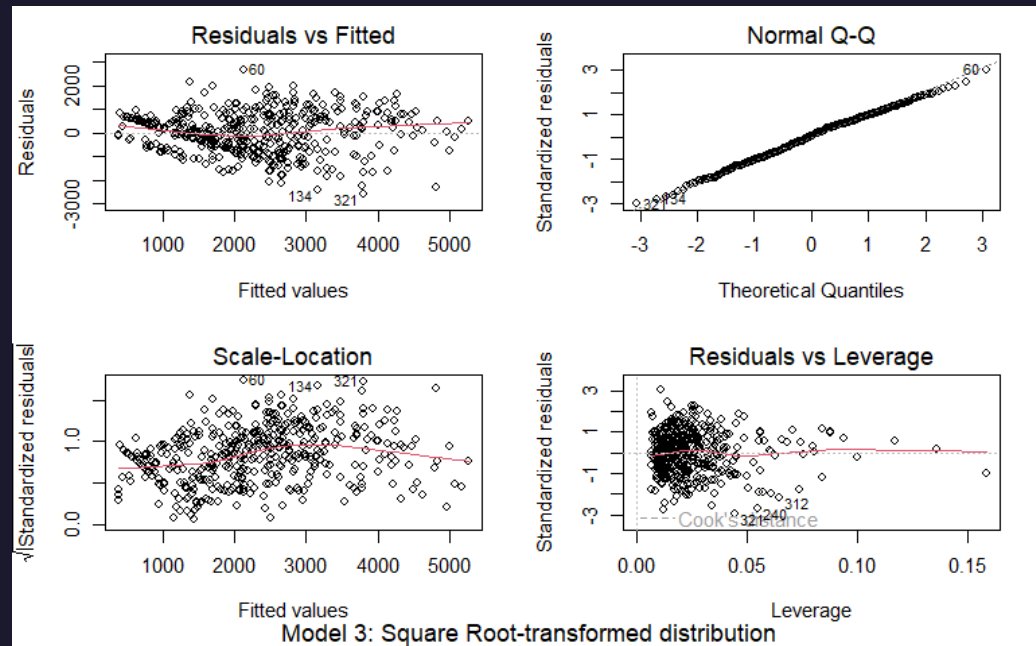 Residuals vs Fitted
Residuals
-3000 0 2000
60
134
321
1000 2000 3000 4000 5000
Fitted values
Normal Q-Q
Standardized residuals
-3 -1 1 3
60
321
134
-3 -2 -1 0 1 2 3
Theoretical Quantiles
Scale-Location
√|Standardized residuals|
0.0 1.0
60
134
321
1000 2000 3000 4000 5000
Fitted values
Residuals vs Leverage
Standardized residuals
-3 -1 1 3
312
240
321
Cook's distance
0.00 0.05 0.10 0.15
Leverage
Model 3: Square Root-transformed distribution